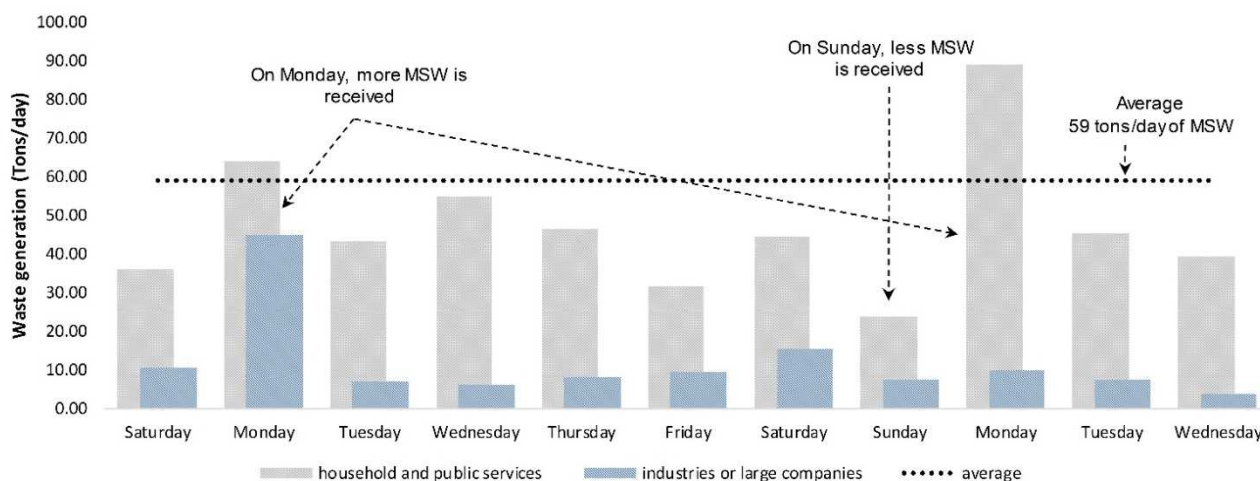 100.00
90.00
80.00
70.00
60.00
50.00
40.00
30.00
20.00
10.00
0.00
Waste generation (Tons/day)
On Monday, more MSW is
received
On Sunday, less MSW
is received
Average
59 tons/day of MSW
Saturday Monday Tuesday Wednesday Thursday Friday Saturday Sunday Monday Tuesday Wednesday
household and public services industries or large companies average